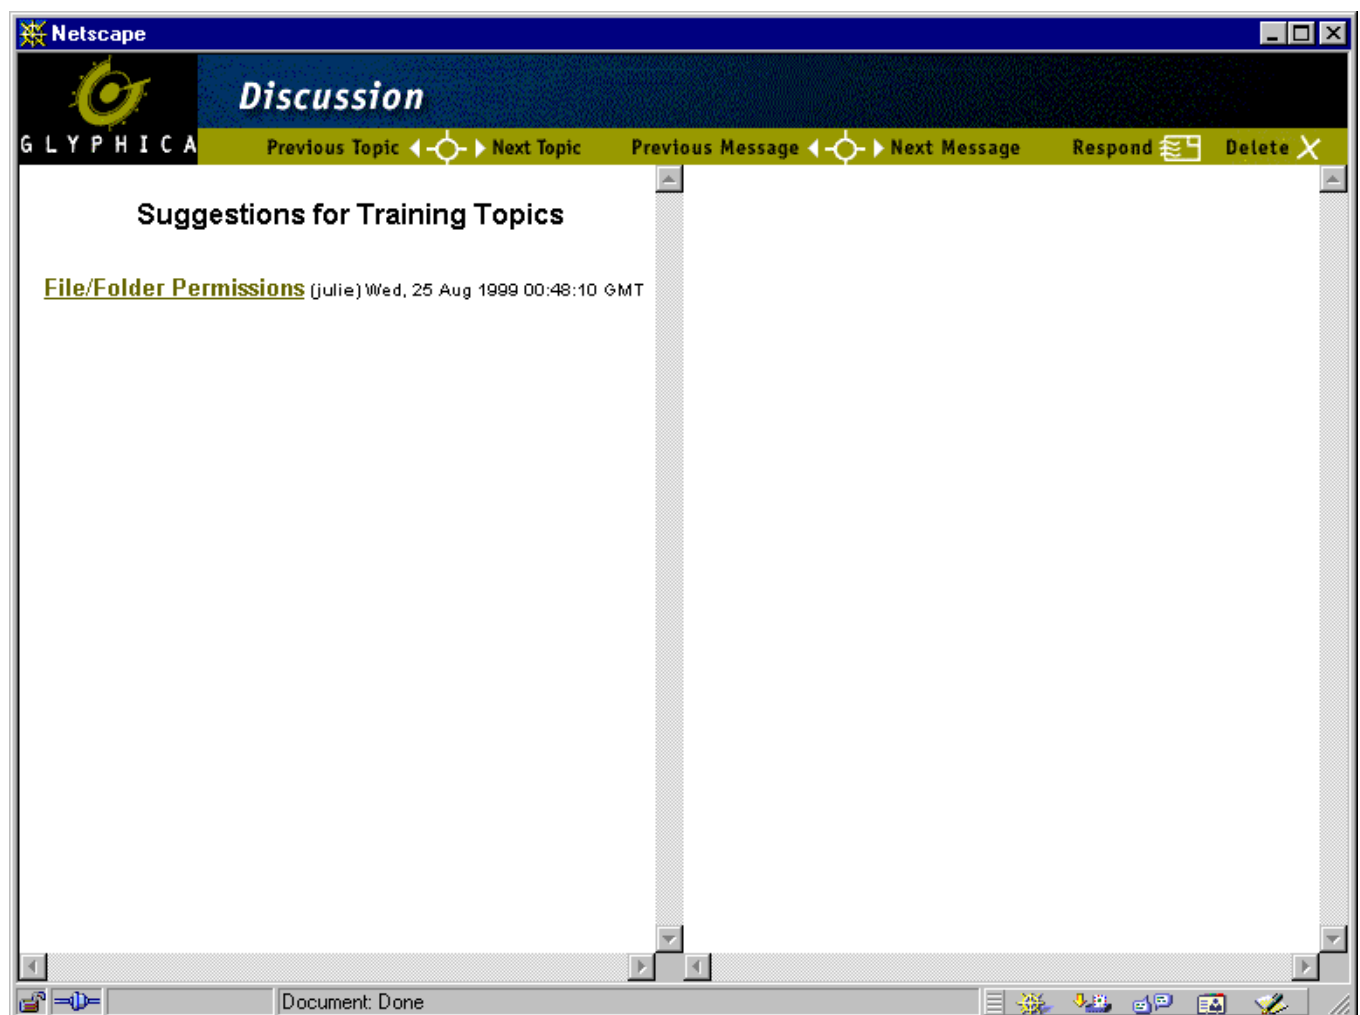 Netscape
Discussion
GLYPHICA
Previous Topic Next Topic Previous Message Next Message Respond Delete
Suggestions for Training Topics
File/Folder Permissions (julie) Wed, 25 Aug 1999 00:48:10 GMT
Document: Done